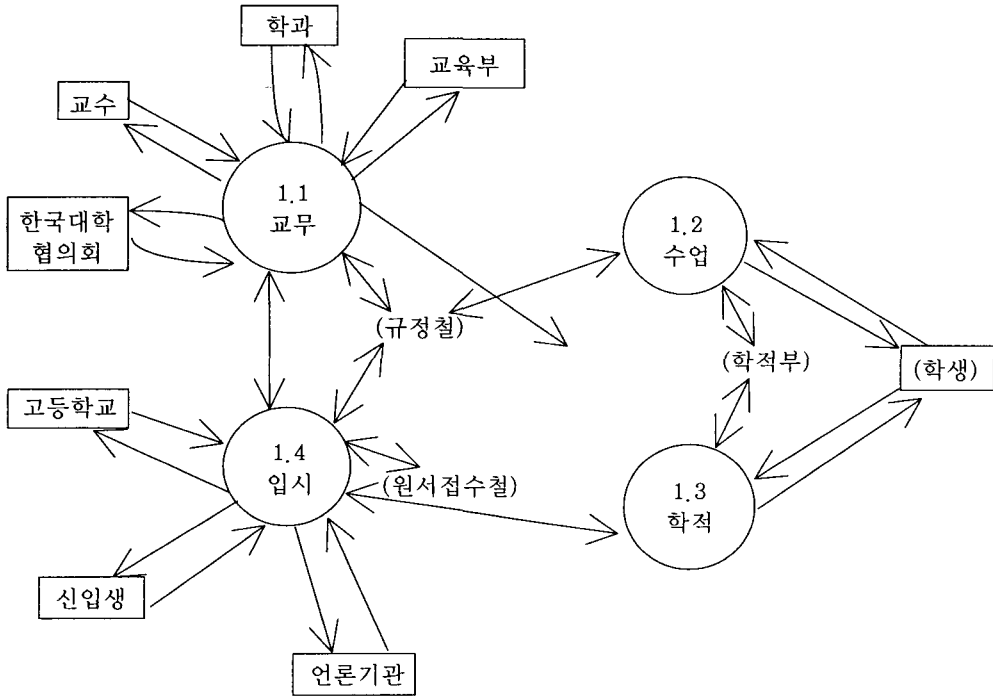 학과
교육부
교수
1.1
교무
한국대학
협의회
1.2
수업
(규정철)
(학적부)
(학생)
고등학교
1.4
입시
(원서접수철)
1.3
학적
신입생
언론기관